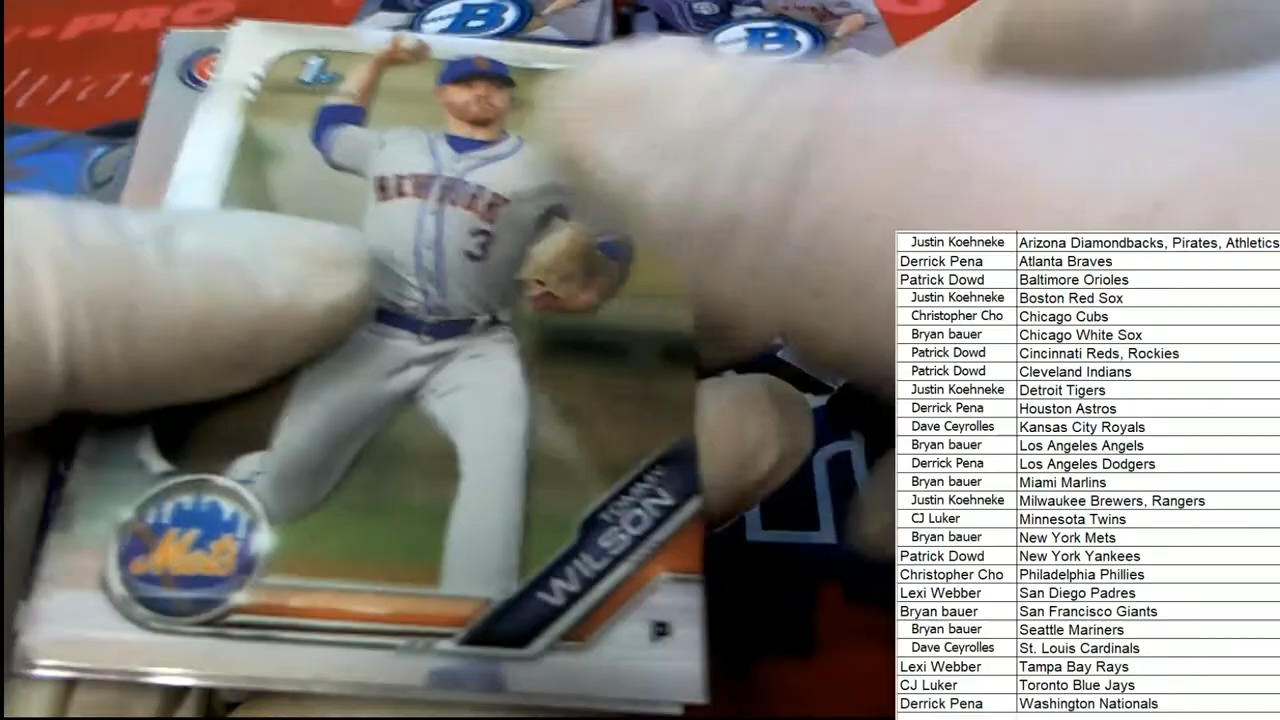 B
B
-PRO
1
NEW YORK
3
Mets
TOMMY
WILSON
P
Justin Koehneke Arizona Diamondbacks, Pirates, Athletics
Derrick Pena Atlanta Braves
Patrick Dowd Baltimore Orioles
Justin Koehneke Boston Red Sox
Christopher Cho Chicago Cubs
Bryan bauer Chicago White Sox
Patrick Dowd Cincinnati Reds, Rockies
Patrick Dowd Cleveland Indians
Justin Koehneke Detroit Tigers
Derrick Pena Houston Astros
Dave Ceyrolles Kansas City Royals
Bryan bauer Los Angeles Angels
Derrick Pena Los Angeles Dodgers
Bryan bauer Miami Marlins
Justin Koehneke Milwaukee Brewers, Rangers
CJ Luker Minnesota Twins
Bryan bauer New York Mets
Patrick Dowd New York Yankees
Christopher Cho Philadelphia Phillies
Lexi Webber San Diego Padres
Bryan bauer San Francisco Giants
Bryan bauer Seattle Mariners
Dave Ceyrolles St. Louis Cardinals
Lexi Webber Tampa Bay Rays
CJ Luker Toronto Blue Jays
Derrick Pena Washington Nationals